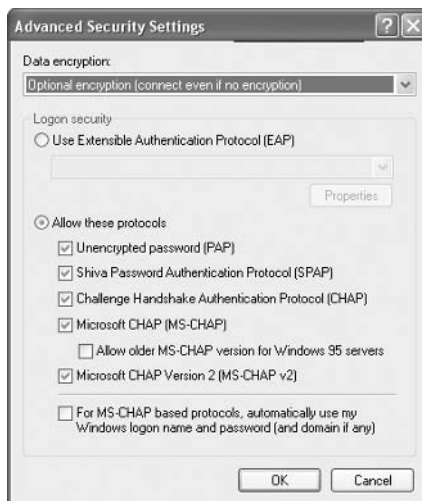 Advanced Security Settings
Data encryption:
Optional encryption (connect even if no encryption)
Logon security
Use Extensible Authentication Protocol (EAP)
Properties
Allow these protocols
Unencrypted password (PAP)
Shiva Password Authentication Protocol (SPAP)
Challenge Handshake Authentication Protocol (CHAP)
Microsoft CHAP (MS-CHAP)
Allow older MS-CHAP version for Windows 95 servers
Microsoft CHAP Version 2 (MS-CHAP v2)
For MS-CHAP based protocols, automatically use my
Windows logon name and password (and domain if any)
OK Cancel